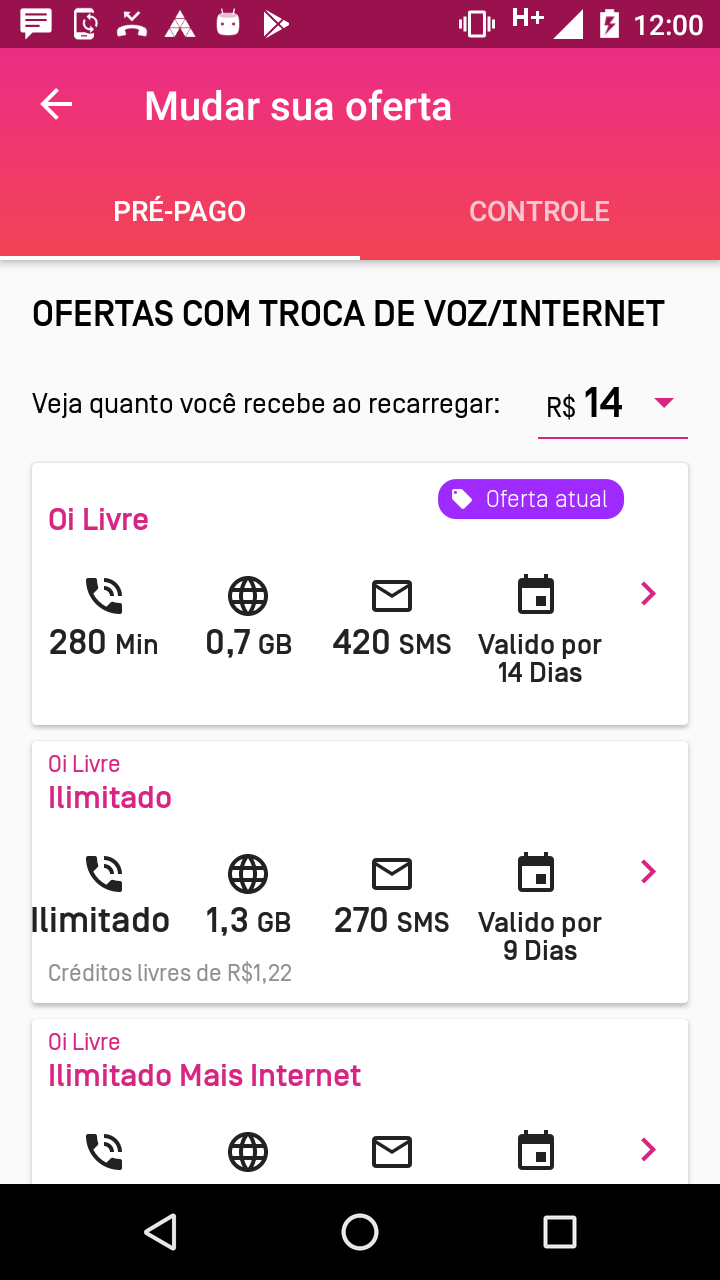 H+ 12:00
Mudar sua oferta
PRÉ-PAGO CONTROLE
OFERTAS COM TROCA DE VOZ/INTERNET
Veja quanto você recebe ao recarregar: R$ 14
Oferta atual
Oi Livre
280 Min 0,7 GB 420 SMS Valido por
14 Dias
Oi Livre
Ilimitado
Ilimitado 1,3 GB 270 SMS Valido por
9 Dias
Créditos livres de R$1,22
Oi Livre
Ilimitado Mais Internet